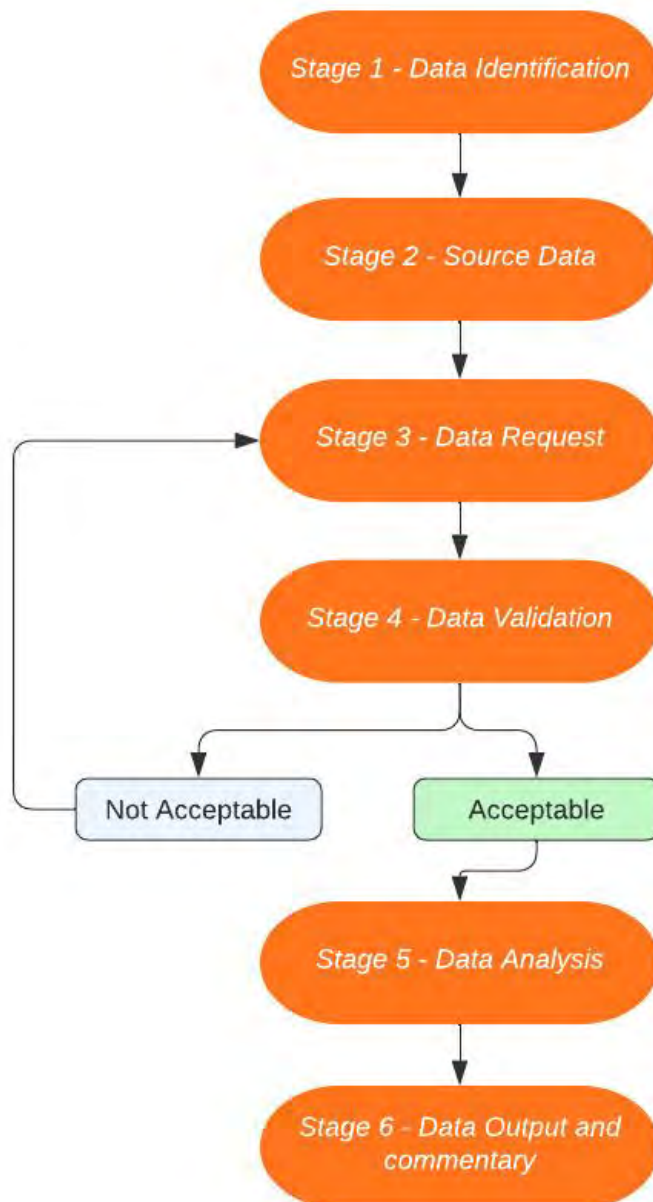 Stage 1 - Data Identification
Stage 2 - Source Data
Stage 3 - Data Request
Stage 4 - Data Validation
Not Acceptable
Acceptable
Stage 5 - Data Analysis
Stage 6 - Data Output and
commentary